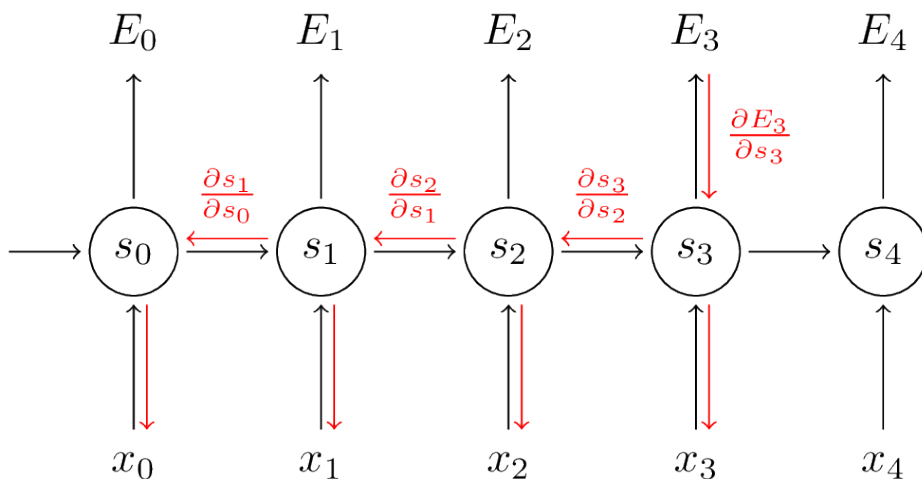 E_0 E_1 E_2 E_3 E_4
∂E_3/∂s_3
∂s_1/∂s_0 ∂s_2/∂s_1 ∂s_3/∂s_2
s_0 s_1 s_2 s_3 s_4
x_0 x_1 x_2 x_3 x_4